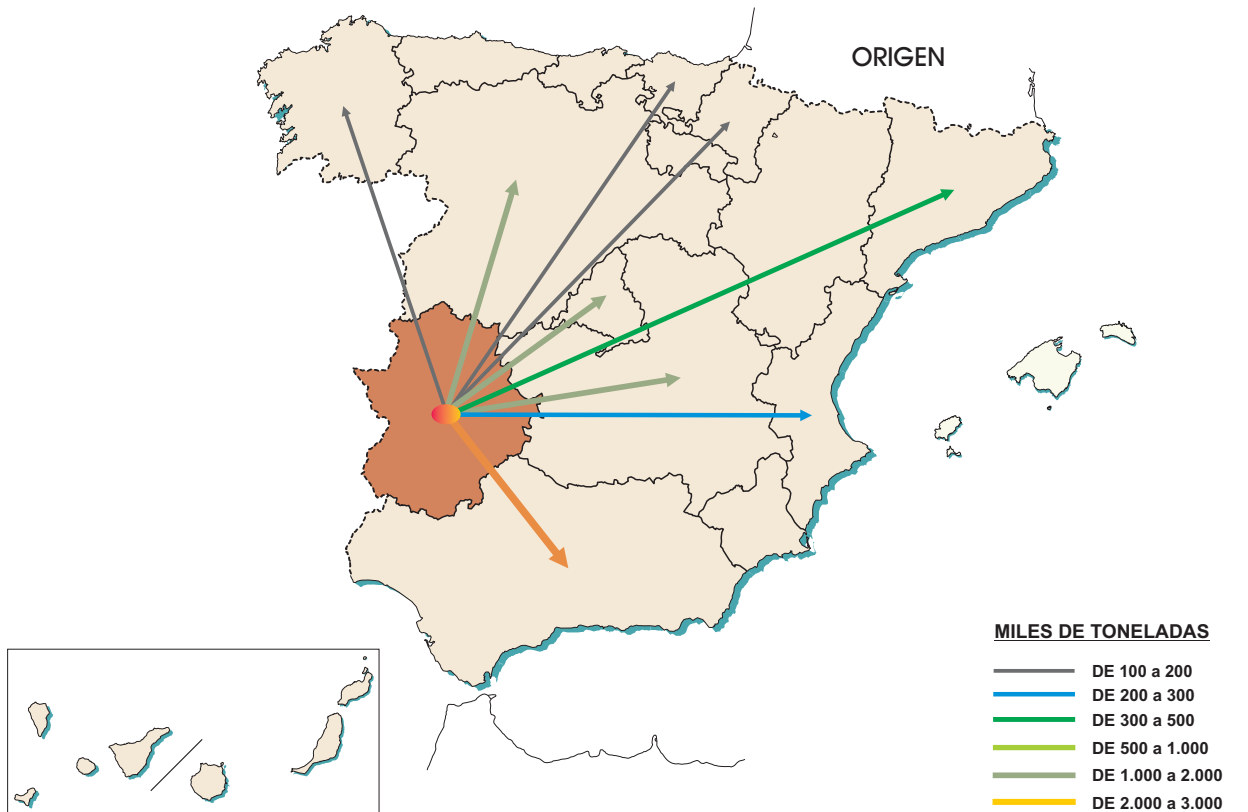 ORIGEN
MILES DE TONELADAS
DE 100 a 200
DE 200 a 300
DE 300 a 500
DE 500 a 1.000
DE 1.000 a 2.000
DE 2.000 a 3.000